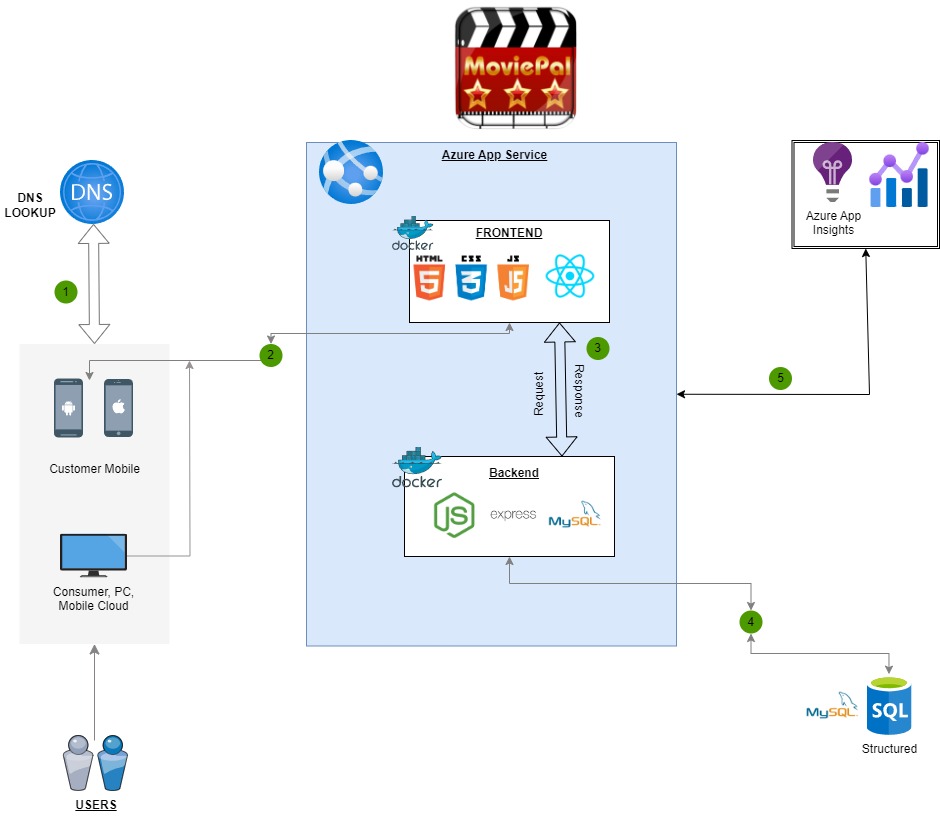 MoviePal
Azure App Service
DNS
DNS
LOOKUP
Azure App
Insights
docker
FRONTEND
HTML
5
CSS
3
JS
JS
1
2
3
Request
Response
5
Customer Mobile
docker
Backend
JS
express
MySQL
Consumer, PC,
Mobile Cloud
4
MySQL
SQL
Structured
USERS